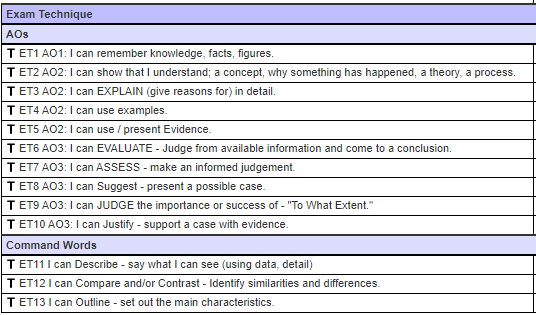 Exam Technique
AOs
T ET1 AO1: I can remember knowledge, facts, figures.
T ET2 AO2: I can show that I understand; a concept, why something has happened, a theory, a process.
T ET3 AO2: I can EXPLAIN (give reasons for) in detail.
T ET4 AO2: I can use examples.
T ET5 AO2: I can use / present Evidence.
T ET6 AO3: I can EVALUATE - Judge from available information and come to a conclusion.
T ET7 AO3: I can ASSESS - make an informed judgement.
T ET8 AO3: I can Suggest - present a possible case.
T ET9 AO3: I can JUDGE the importance or success of - "To What Extent."
T ET10 AO3: I can Justify - support a case with evidence.
Command Words
T ET11 I can Describe - say what I can see (using data, detail)
T ET12 I can Compare and/or Contrast - Identify similarities and differences.
T ET13 I can Outline - set out the main characteristics.